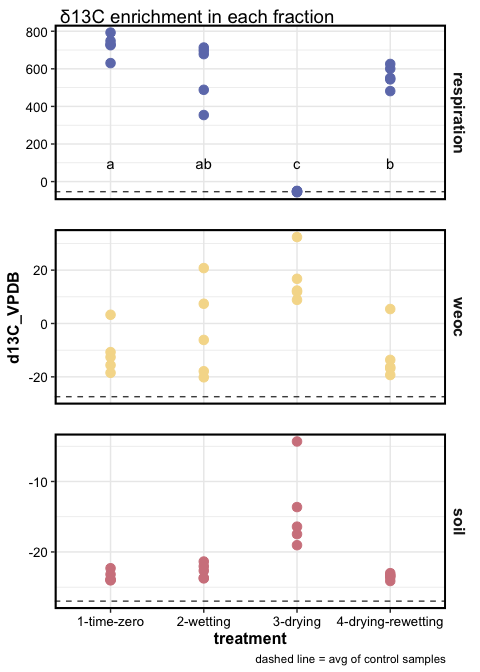 δ13C enrichment in each fraction
800
600
400
200
0
a ab c b
respiration
20
0
-20
weoc
d13C_VPDB
-10
-20
soil
1-time-zero 2-wetting 3-drying 4-drying-rewetting
treatment
dashed line = avg of control samples